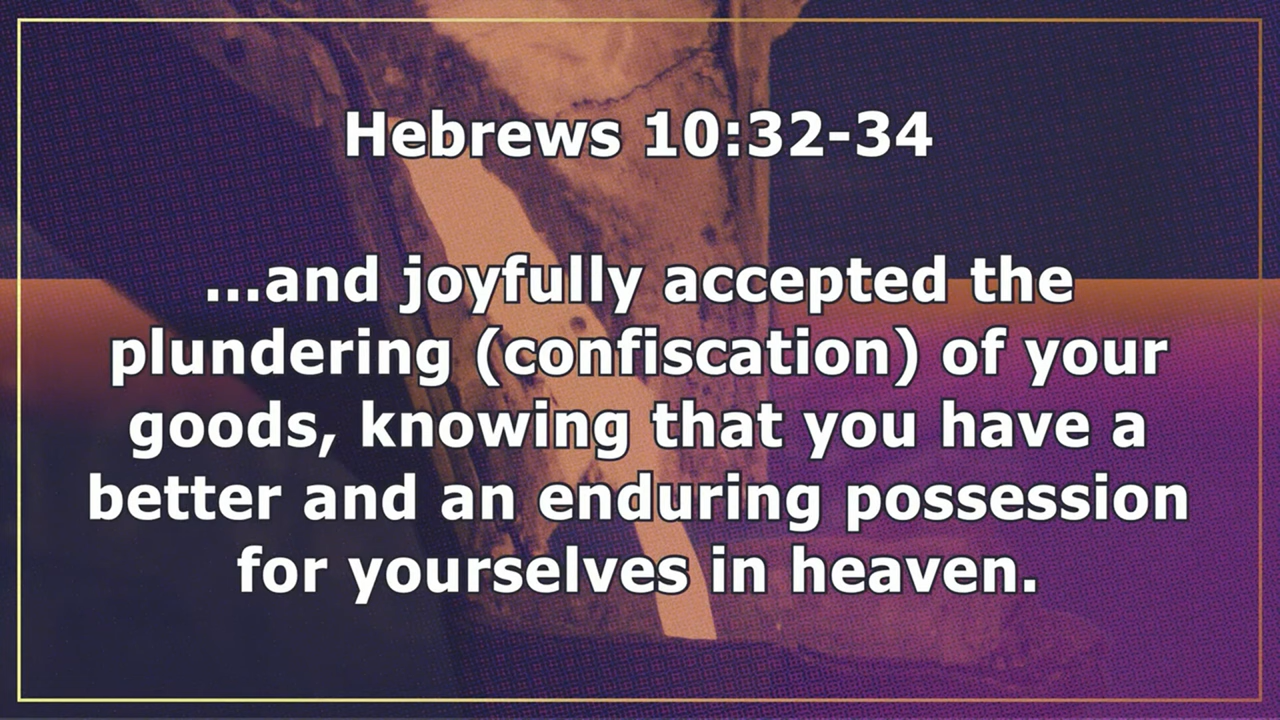 Hebrews 10:32-34
...and joyfully accepted the
plundering (confiscation) of your
goods, knowing that you have a
better and an enduring possession
for yourselves in heaven.